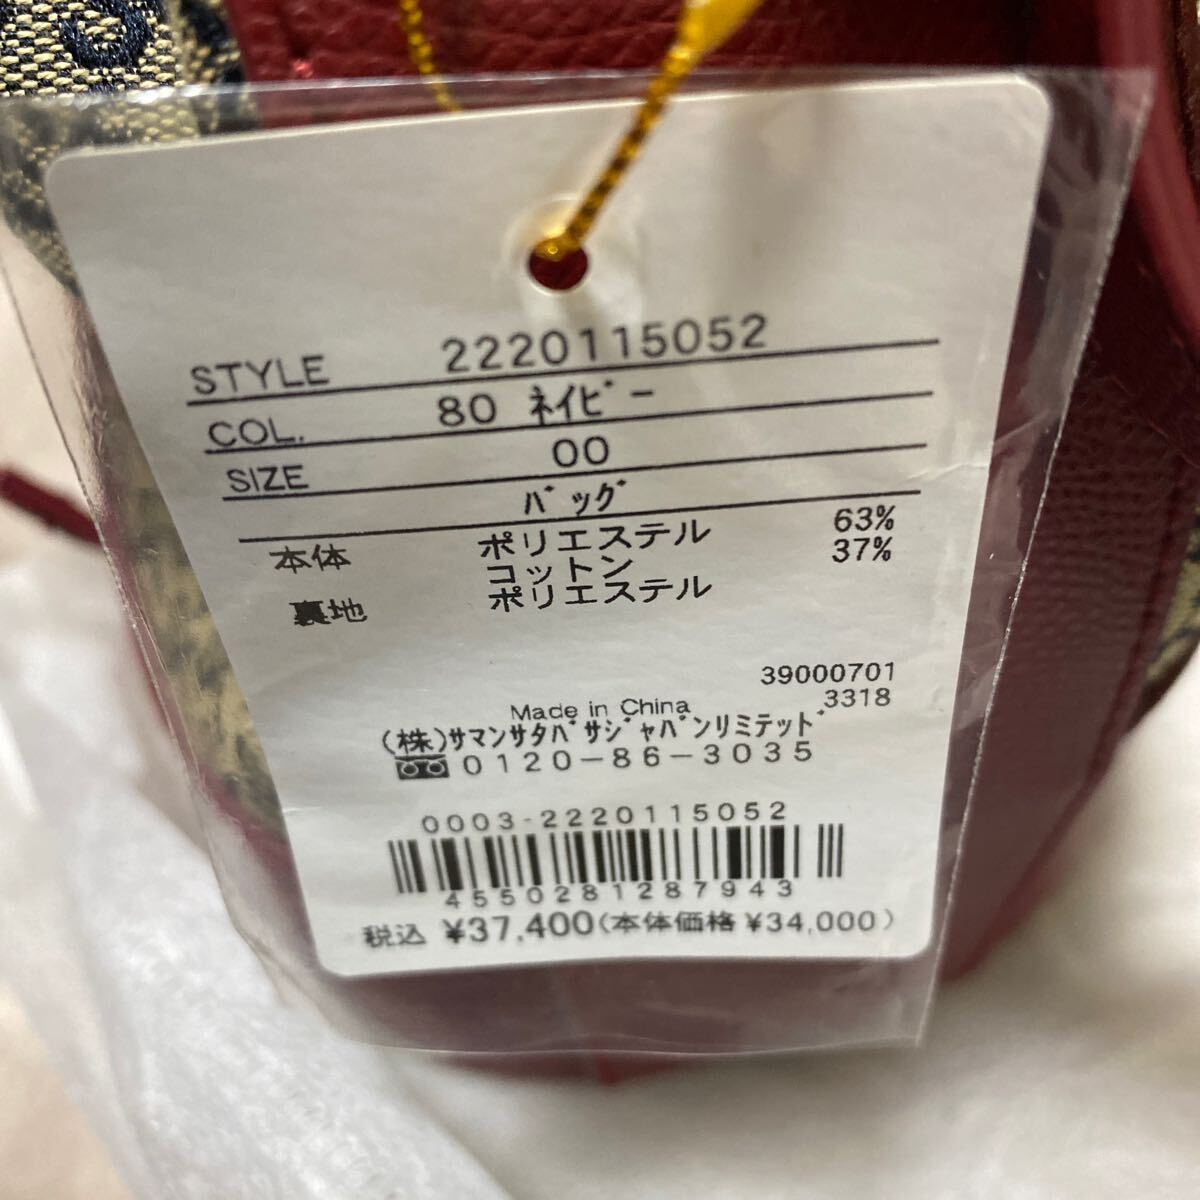 STYLE 2220115052
COL. 80 ネイビー
SIZE 00
バッグ
本体 ポリエステル 63%
コットン 37%
裏地 ポリエステル
39000701
Made in China 3318
(株)サマンサタバサジャパンリミテッド
0120-86-3035
0003-2220115052
4550281287943
税込 ¥37,400(本体価格 ¥34,000)